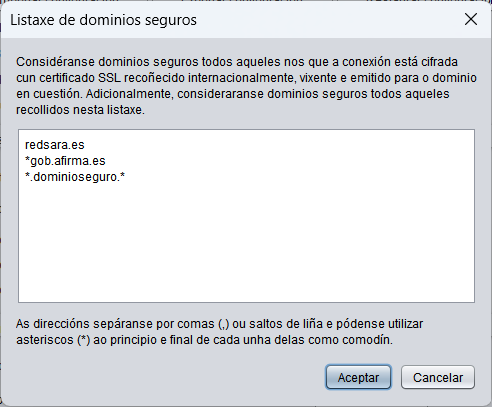 Listaxe de dominios seguros
Considéranse dominios seguros todos aqueles nos que a conexión está cifrada
cun certificado SSL recoñecido internacionalmente, vixente e emitido para o dominio
en cuestión. Adicionalmente, consideraranse dominios seguros todos aqueles
recollidos nesta listaxe.
redsara.es
*gob.afirma.es
*.dominioseguro.*
As direccións sepáranse por comas (,) ou saltos de liña e pódense utilizar
asteriscos (*) ao principio e final de cada unha delas como comodín.
Aceptar
Cancelar